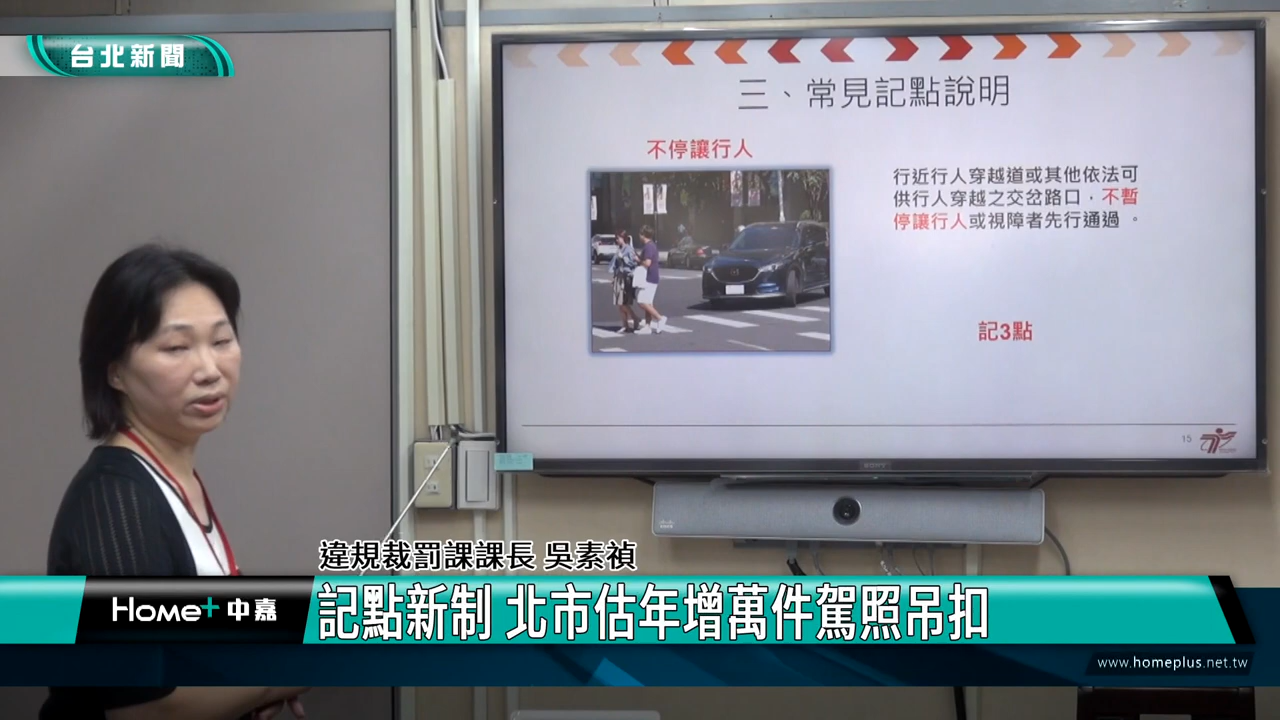 台北新聞
三、常見記點說明
不停讓行人
行近行人穿越道或其他依法可
供行人穿越之交岔路口，不暫
停讓行人或視障者先行通過 。
記3點
15
SONY
違規裁罰課課長 吳素禎
Home+中嘉
記點新制 北市估年增萬件駕照吊扣
www.homeplus.net.tw